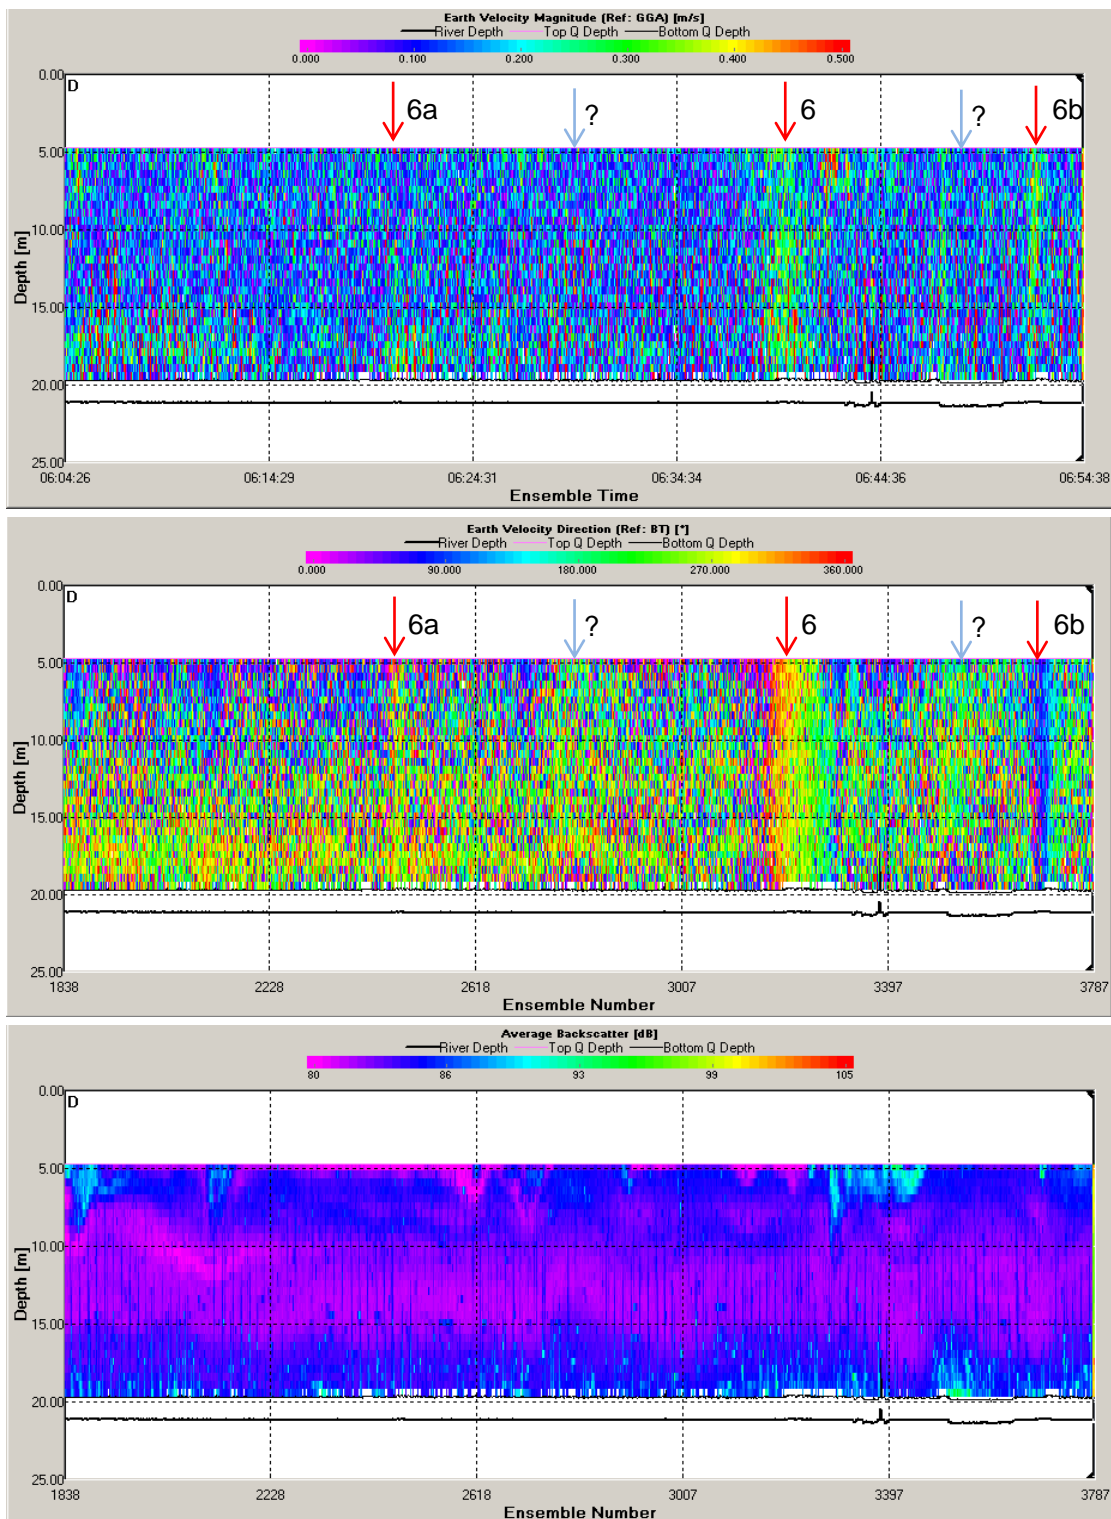 Earth Velocity Magnitude (Ref: GGA) [m/s]
River Depth Top Q Depth Bottom Q Depth
0.000 0.100 0.200 0.300 0.400 0.500
D
6a ? 6 ? 6b
0.00
5.00
10.00
15.00
20.00
25.00
Depth [m]
06:04:26 06:14:29 06:24:31 06:34:34 06:44:36 06:54:38
Ensemble Time
Earth Velocity Direction (Ref: BT) [°]
River Depth Top Q Depth Bottom Q Depth
0.000 90.000 180.000 270.000 360.000
D
6a ? 6 ? 6b
0.00
5.00
10.00
15.00
20.00
25.00
Depth [m]
1838 2228 2618 3007 3397 3787
Ensemble Number
Average Backscatter [dB]
River Depth Top Q Depth Bottom Q Depth
80 86 93 99 105
D
0.00
5.00
10.00
15.00
20.00
25.00
Depth [m]
1838 2228 2618 3007 3397 3787
Ensemble Number